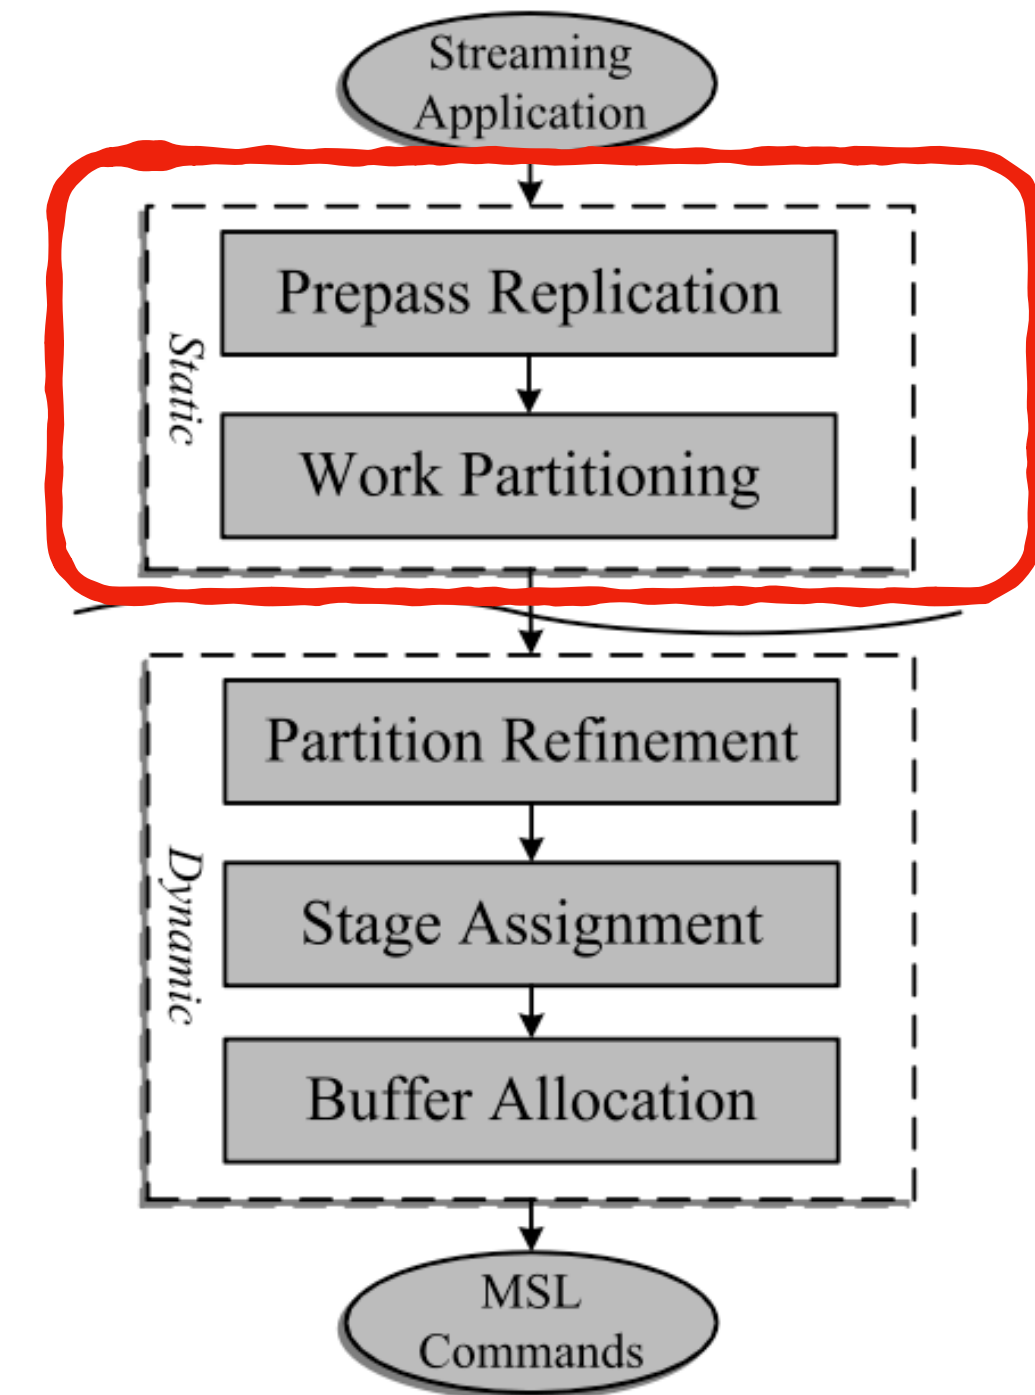 Streaming
Application
Static
Prepass Replication
Work Partitioning
Dynamic
Partition Refinement
Stage Assignment
Buffer Allocation
MSL
Commands